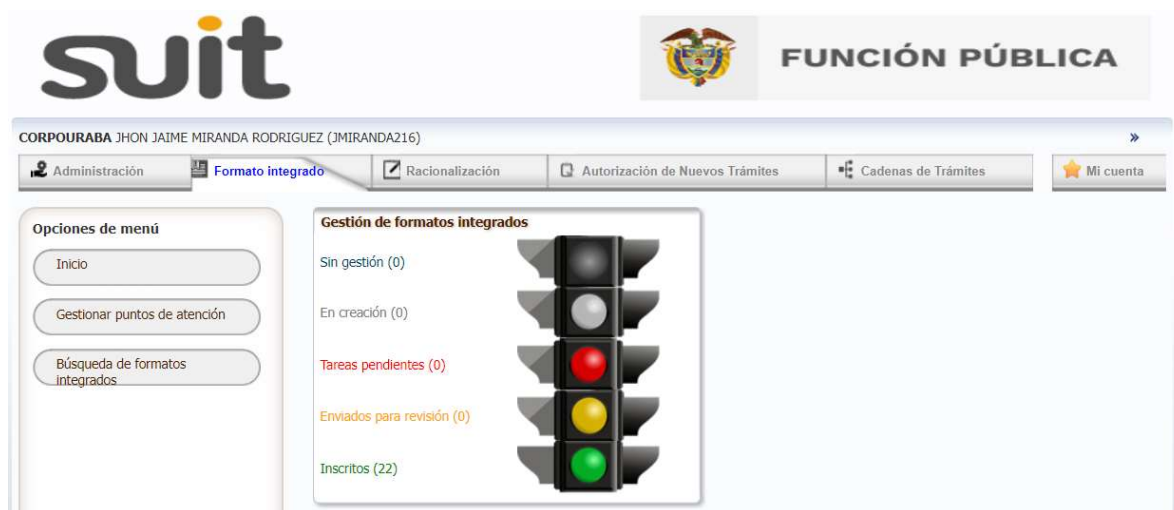 suit
FUNCIÓN PÚBLICA
CORPOURABA JHON JAIME MIRANDA RODRIGUEZ (JMIRANDA216)
»
Administración
Formato integrado
Racionalización
Autorización de Nuevos Trámites
Cadenas de Trámites
Mi cuenta
Opciones de menú
Inicio
Gestionar puntos de atención
Búsqueda de formatos
integrados
Gestión de formatos integrados
Sin gestión (0)
En creación (0)
Tareas pendientes (0)
Enviados para revisión (0)
Inscritos (22)